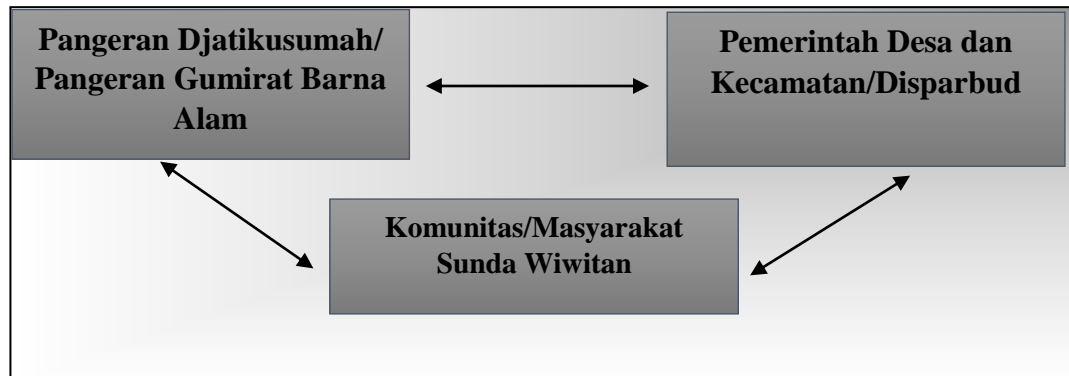 Pangeran Djatikusumah/
Pangeran Gumirat Barna
Alam
Pemerintah Desa dan
Kecamatan/Disparbud
Komunitas/Masyarakat
Sunda Wiwitan